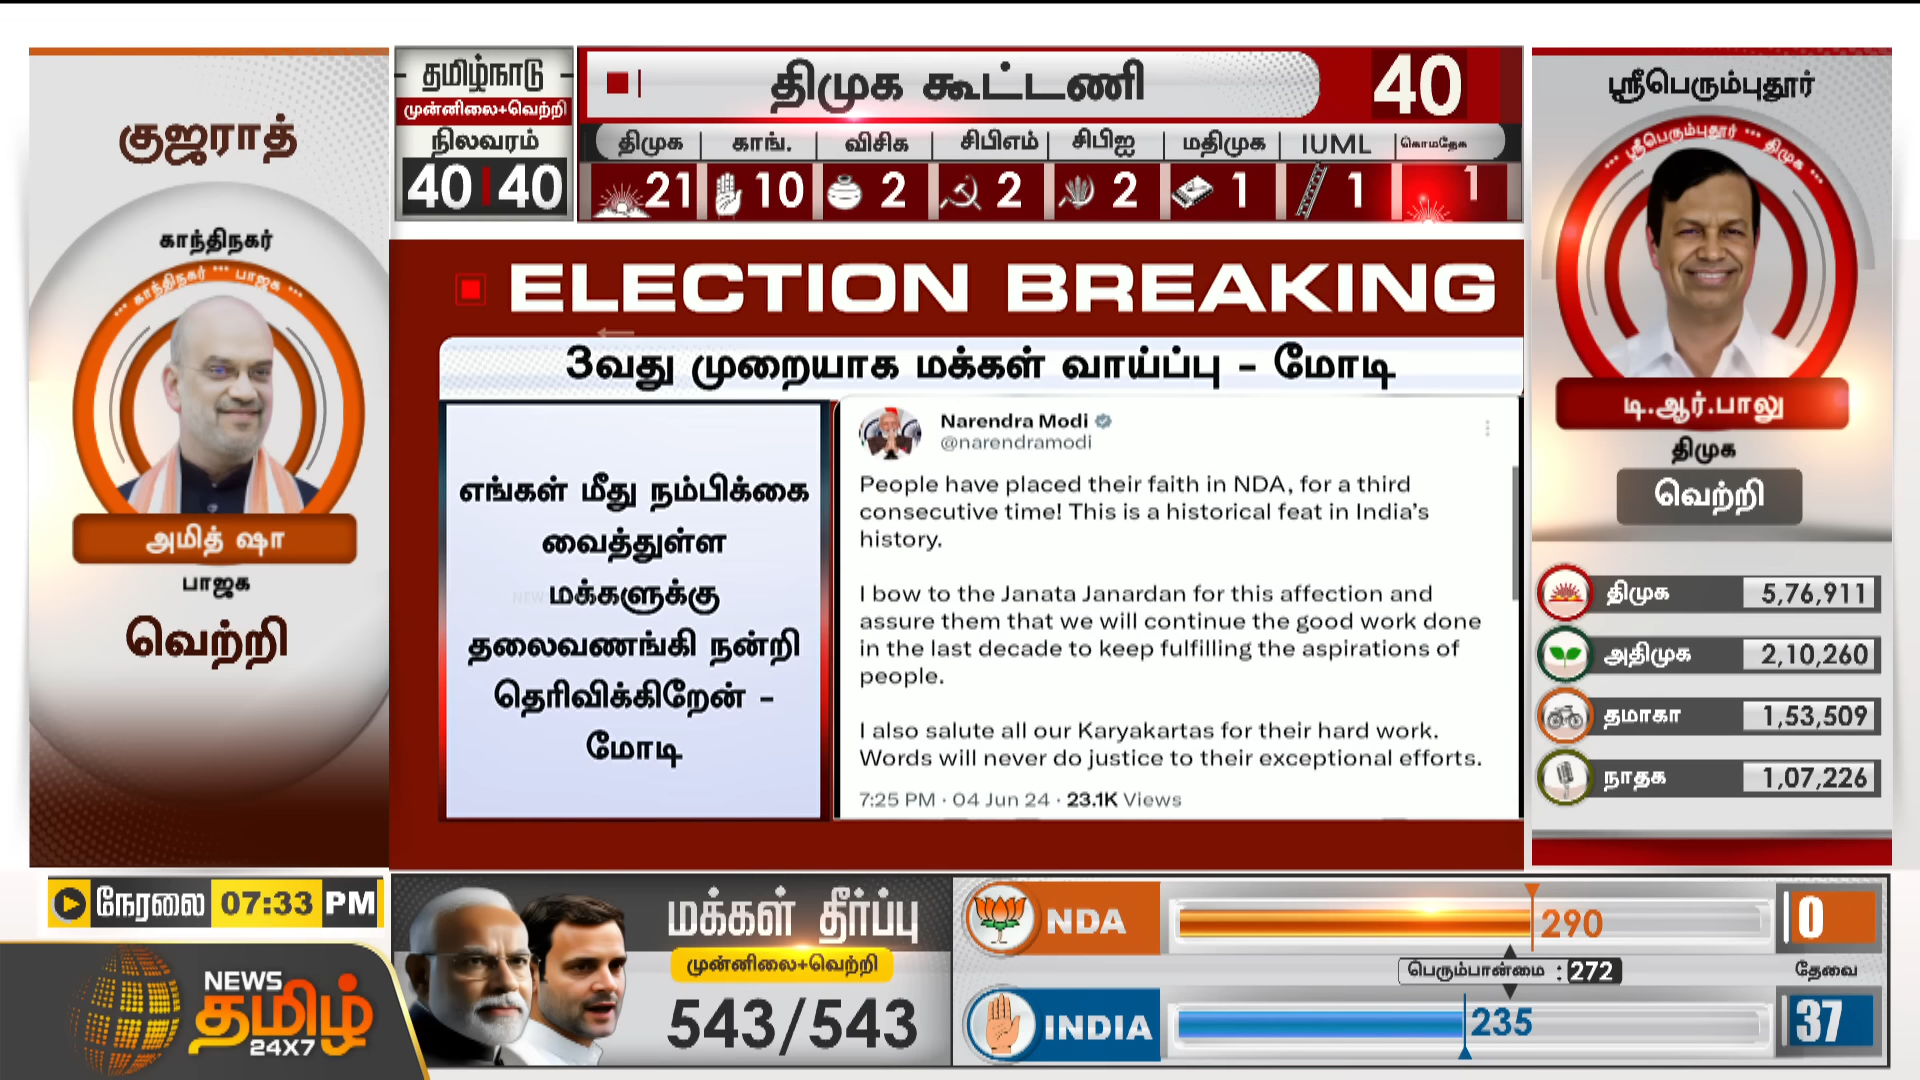 குஜராத்
காந்திநகர்
*** காந்திநகர் *** பாஜக ***
அமித் ஷா
பாஜக
வெற்றி
தமிழ்நாடு
முன்னிலை+வெற்றி
நிலவரம்
40 40
திமுக கூட்டணி 40
திமுக காங். விசிக சிபிஎம் சிபிஐ மதிமுக IUML கொமதேக
21 10 2 2 2 1 1 1
ELECTION BREAKING
3வது முறையாக மக்கள் வாய்ப்பு - மோடி
எங்கள் மீது நம்பிக்கை
வைத்துள்ள
மக்களுக்கு
தலைவணங்கி நன்றி
தெரிவிக்கிறேன் -
மோடி
Narendra Modi
@narendramodi
People have placed their faith in NDA, for a third
consecutive time! This is a historical feat in India's
history.
I bow to the Janata Janardan for this affection and
assure them that we will continue the good work done
in the last decade to keep fulfilling the aspirations of
people.
I also salute all our Karyakartas for their hard work.
Words will never do justice to their exceptional efforts.
7:25 PM · 04 Jun 24 · 23.1K Views
ஸ்ரீபெரும்புதூர்
*** ஸ்ரீபெரும்புதூர் *** திமுக ***
டி.ஆர்.பாலு
திமுக
வெற்றி
திமுக 5,76,911
அதிமுக 2,10,260
தமாகா 1,53,509
நாதக 1,07,226
நேரலை 07:33 PM
NEWS
தமிழ்
24X7
மக்கள் தீர்ப்பு
முன்னிலை+வெற்றி
543/543
NDA 290 0
பெரும்பான்மை : 272 தேவை
INDIA 235 37